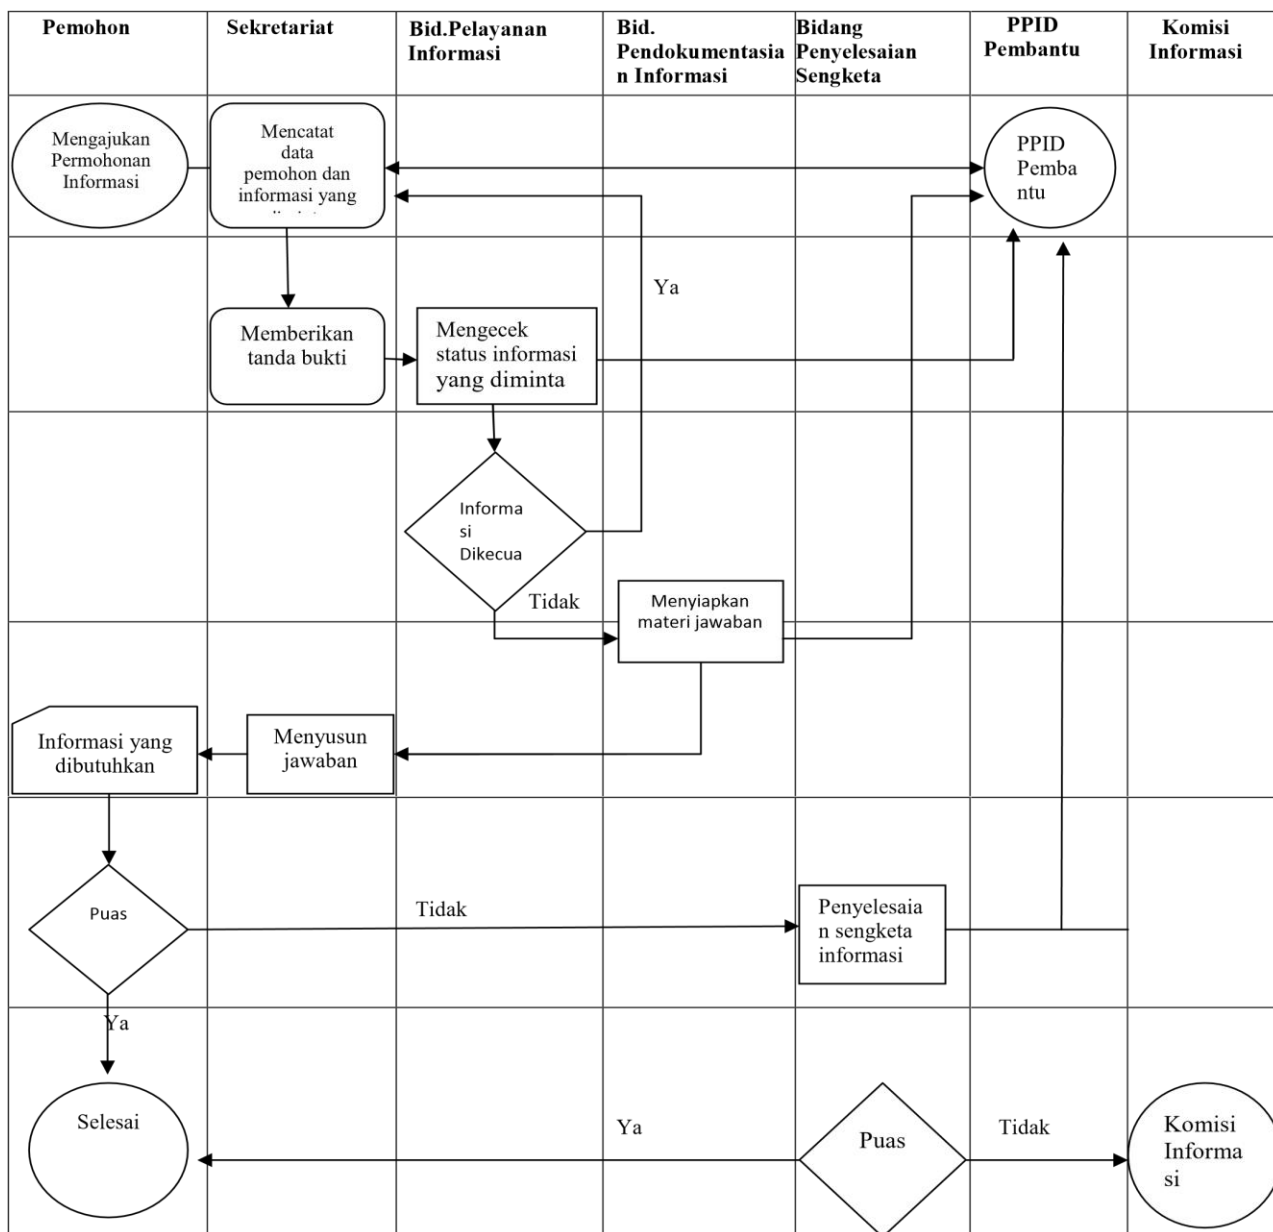 Pemohon
Sekretariat
Bid.Pelayanan
Informasi
Bid.
Pendokumentasia
n Informasi
Bidang
Penyelesaian
Sengketa
PPID
Pembantu
Komisi
Informasi
Mengajukan
Permohonan
Informasi
Mencatat
data
pemohon dan
informasi yang
PPID
Pemba
ntu
Ya
Memberikan
tanda bukti
Mengecek
status informasi
yang diminta
Informa
si
Dikecua
Tidak
Menyiapkan
materi jawaban
Informasi yang
dibutuhkan
Menyusun
jawaban
Puas
Tidak
Penyelesaia
n sengketa
informasi
Ya
Selesai
Ya
Puas
Tidak
Komisi
Informa
si